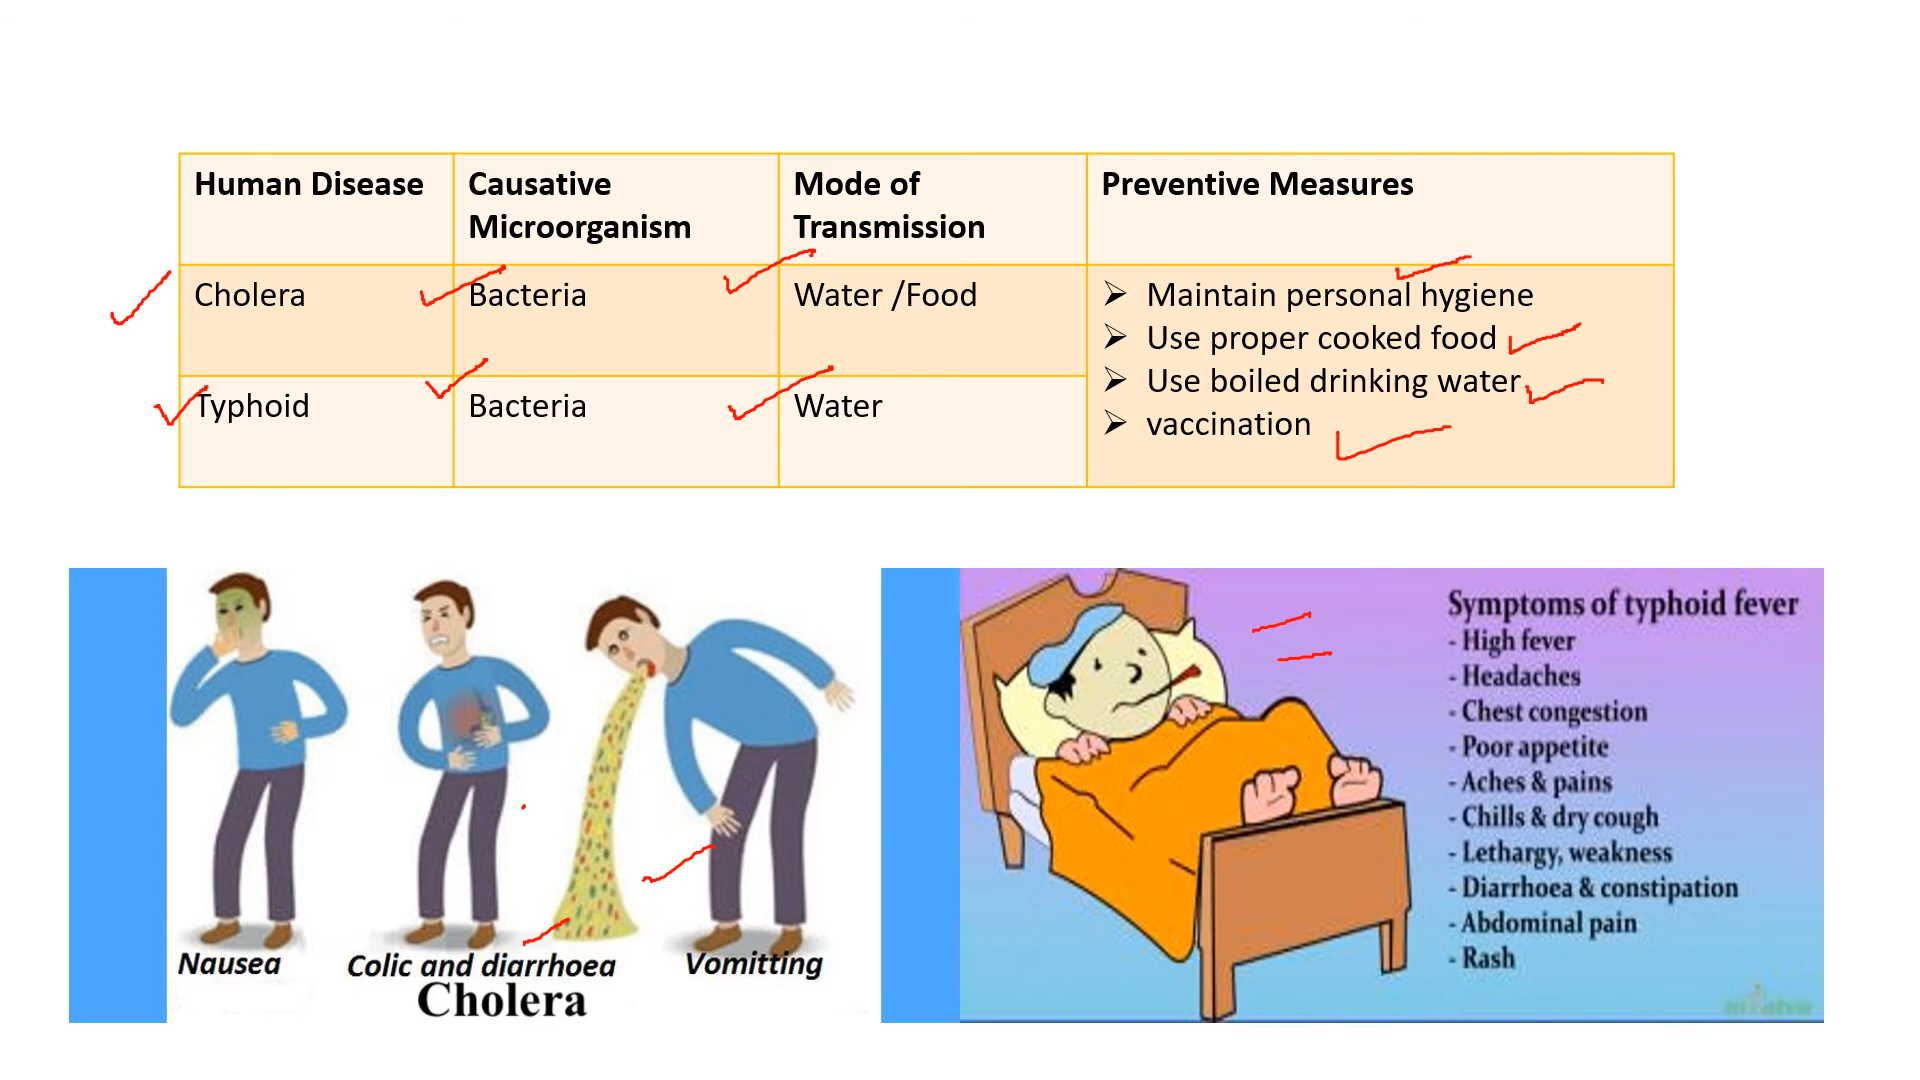 Human Disease
Causative
Microorganism
Mode of
Transmission
Preventive Measures
Cholera
Bacteria
Water /Food
➢ Maintain personal hygiene
➢ Use proper cooked food
➢ Use boiled drinking water
➢ vaccination
Typhoid
Bacteria
Water
Nausea
Colic and diarrhoea
Vomitting
Cholera
Symptoms of typhoid fever
- High fever
- Headaches
- Chest congestion
- Poor appetite
- Aches & pains
- Chills & dry cough
- Lethargy, weakness
- Diarrhoea & constipation
- Abdominal pain
- Rash